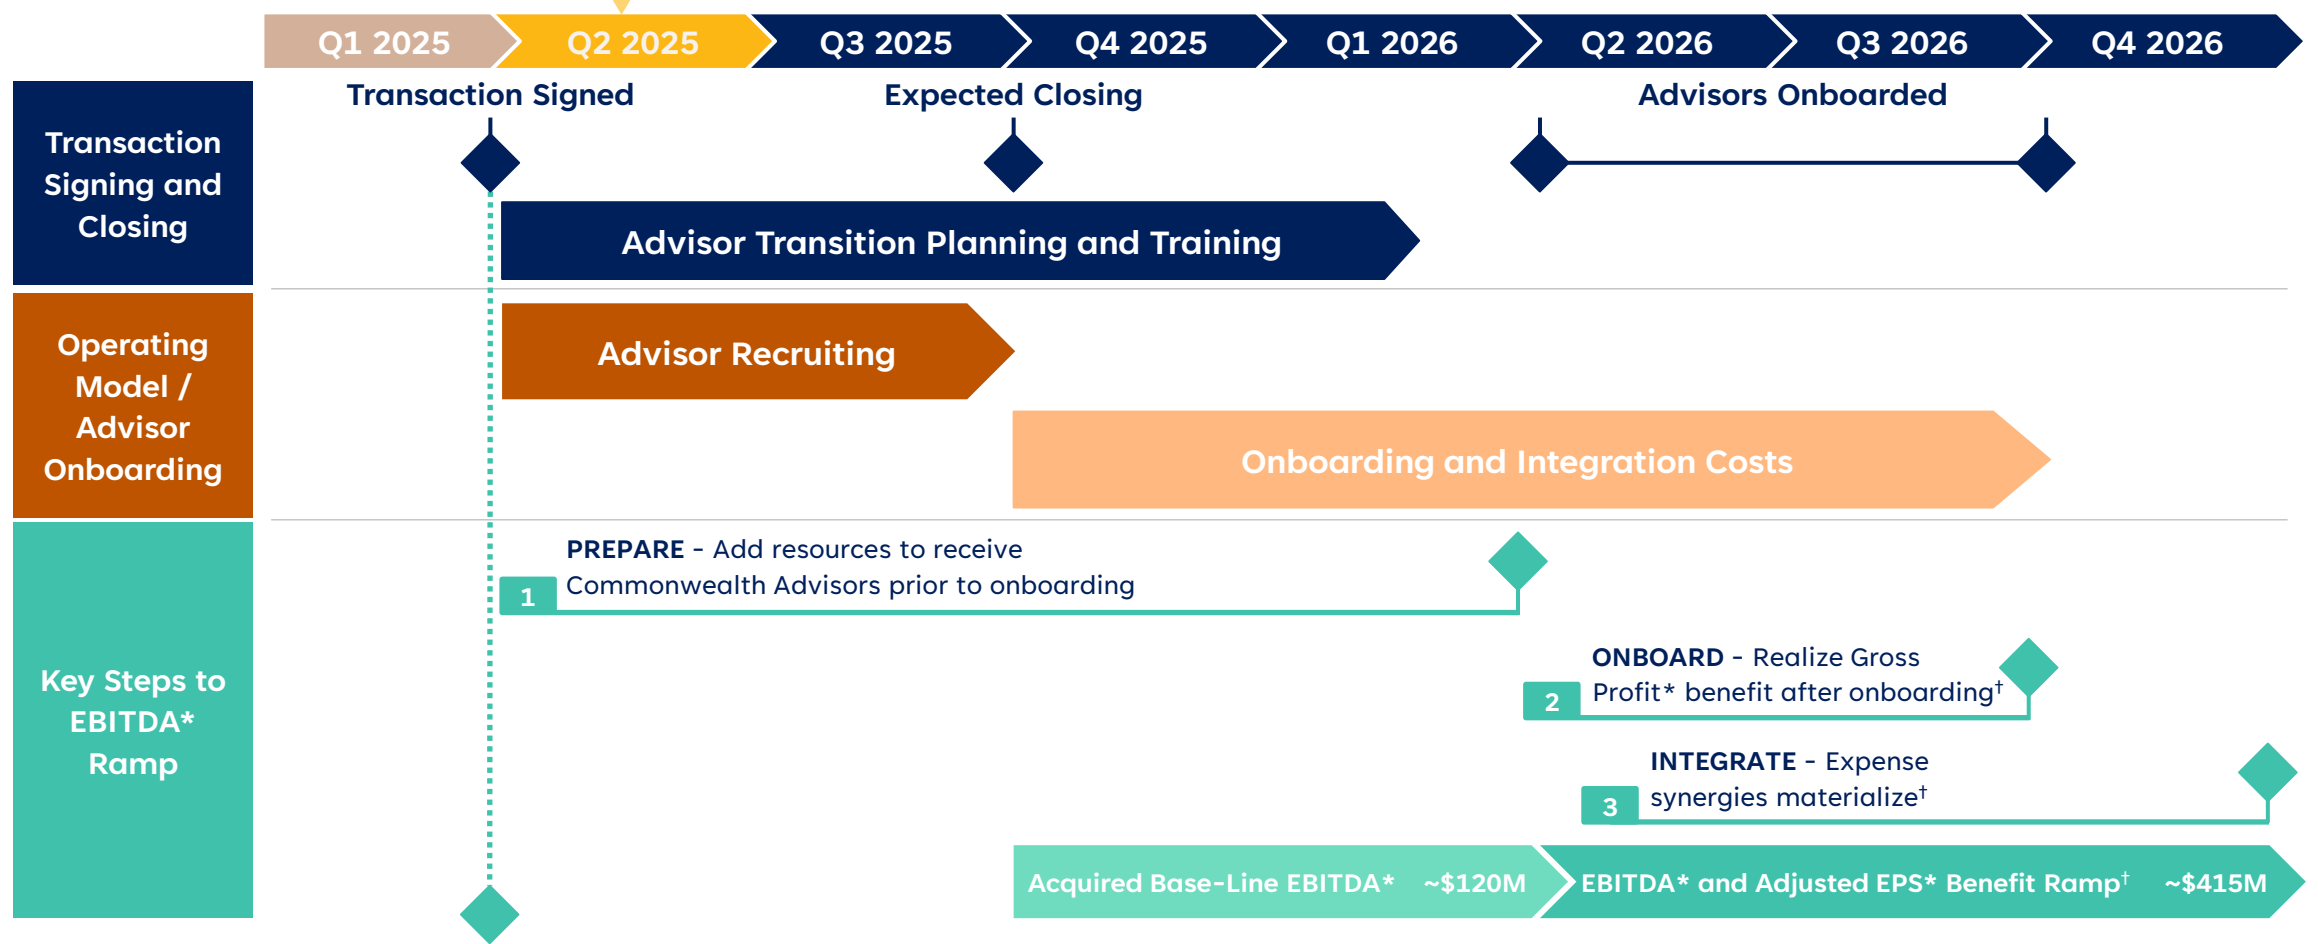 Q1 2025
Q2 2025
Q3 2025
Q4 2025
Q1 2026
Q2 2026
Q3 2026
Q4 2026
Transaction Signed
Expected Closing
Advisors Onboarded
Transaction
Signing and
Closing
Advisor Transition Planning and Training
Operating
Model /
Advisor
Onboarding
Advisor Recruiting
Onboarding and Integration Costs
Key Steps to
EBITDA*
Ramp
1
PREPARE - Add resources to receive
Commonwealth Advisors prior to onboarding
2
ONBOARD - Realize Gross
Profit* benefit after onboarding†
3
INTEGRATE - Expense
synergies materialize†
Acquired Base-Line EBITDA* ~$120M
EBITDA* and Adjusted EPS* Benefit Ramp† ~$415M